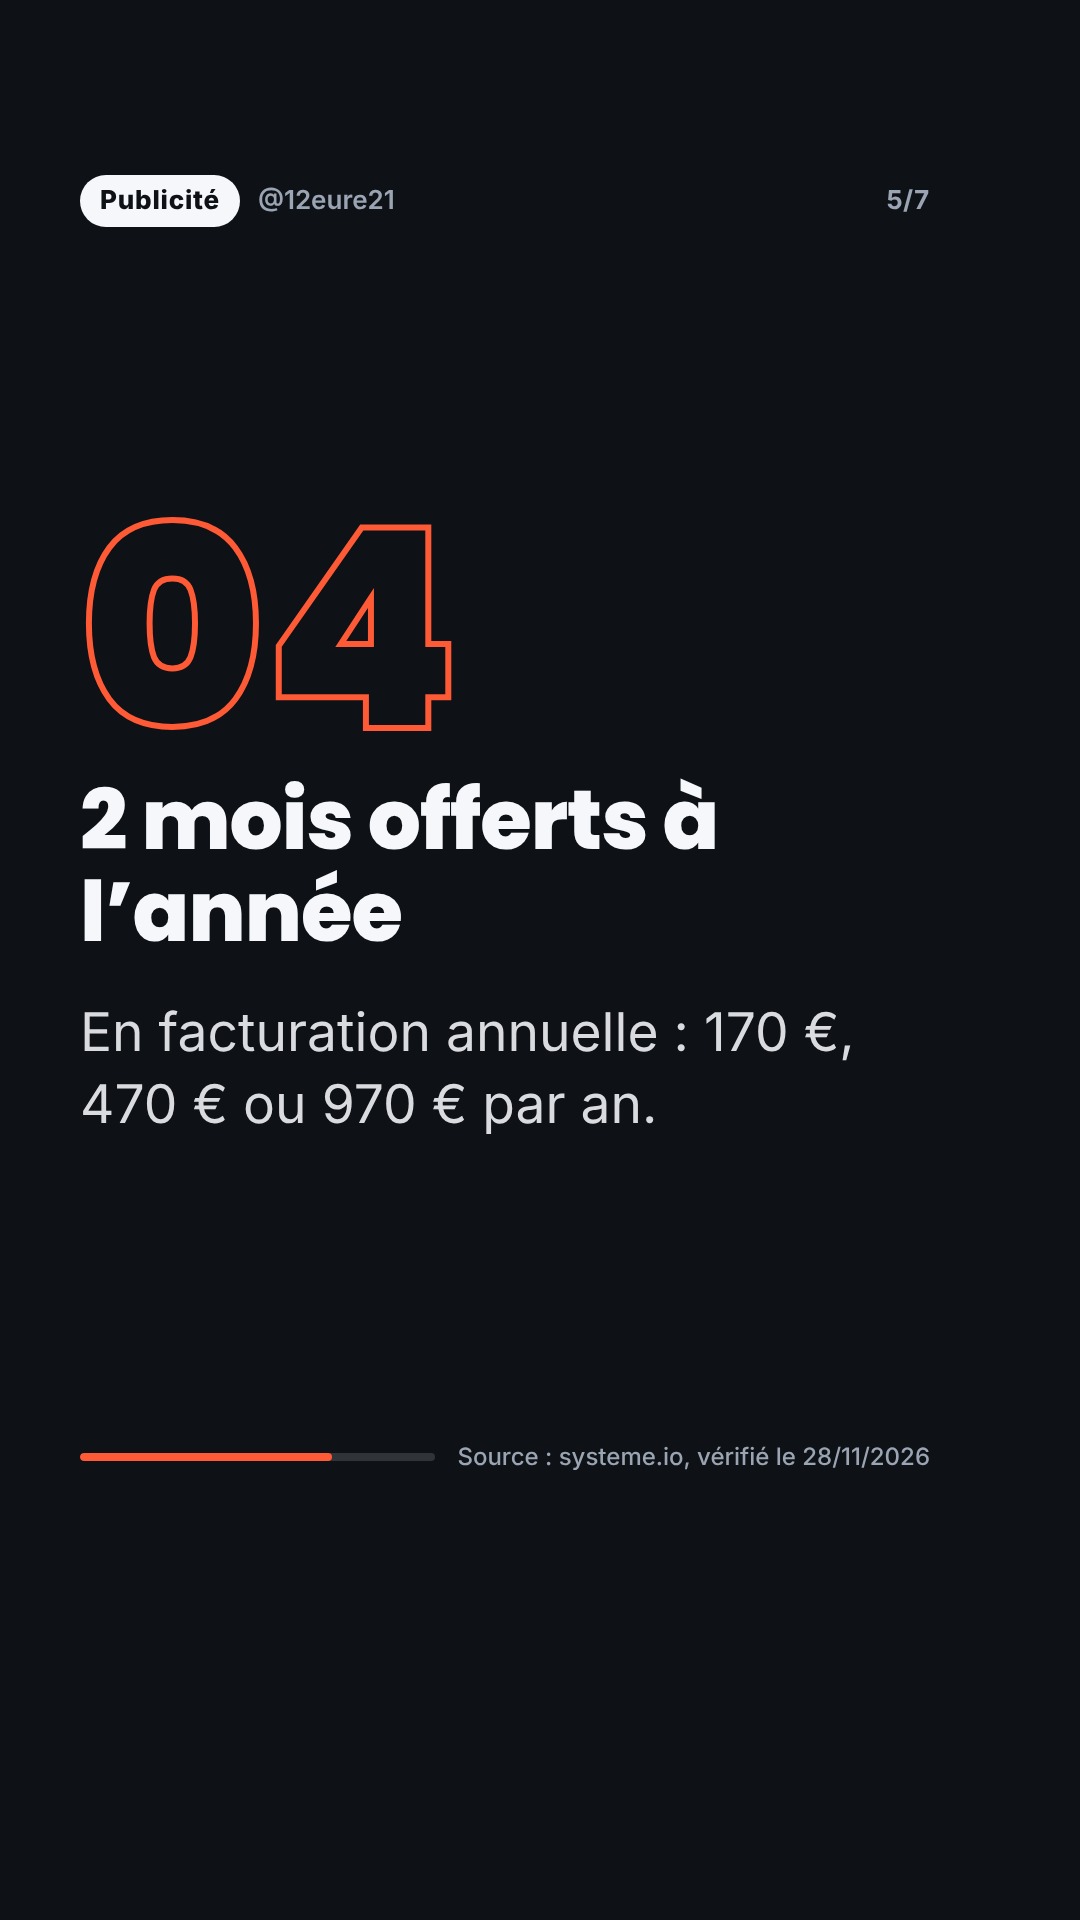 Publicité @12eure21 5/7
04
2 mois offerts à
l’année
En facturation annuelle : 170 €,
470 € ou 970 € par an.
Source : systeme.io, vérifié le 28/11/2026